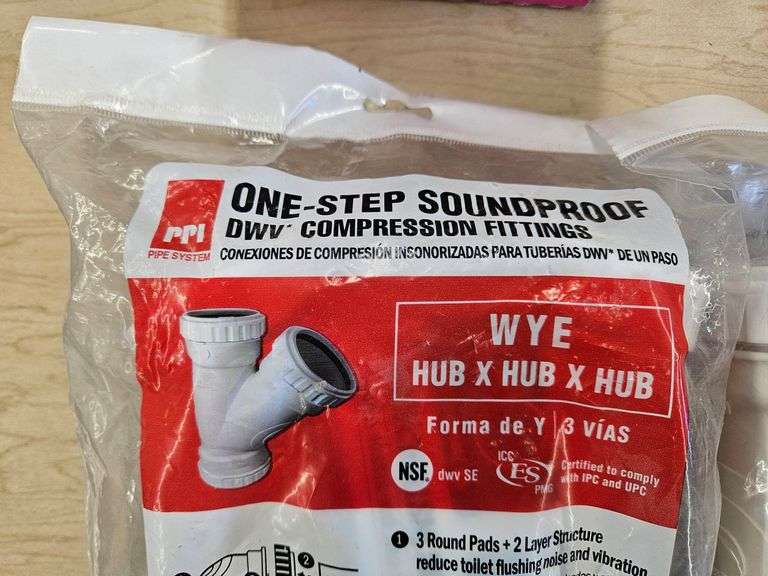 PPI
PIPE SYSTEM
ONE-STEP SOUNDPROOF
DWV* COMPRESSION FITTINGS
CONEXIONES DE COMPRESIÓN INSONORIZADAS PARA TUBERÍAS DWV* DE UN PASO
WYE
HUB X HUB X HUB
Forma de Y 3 VÍAS
NSF. dwv SE
ICC
ES
PMG
Certified to comply
with IPC and UPC
1 3 Round Pads + 2 Layer Structure
reduce toilet flushing noise and vibration
2